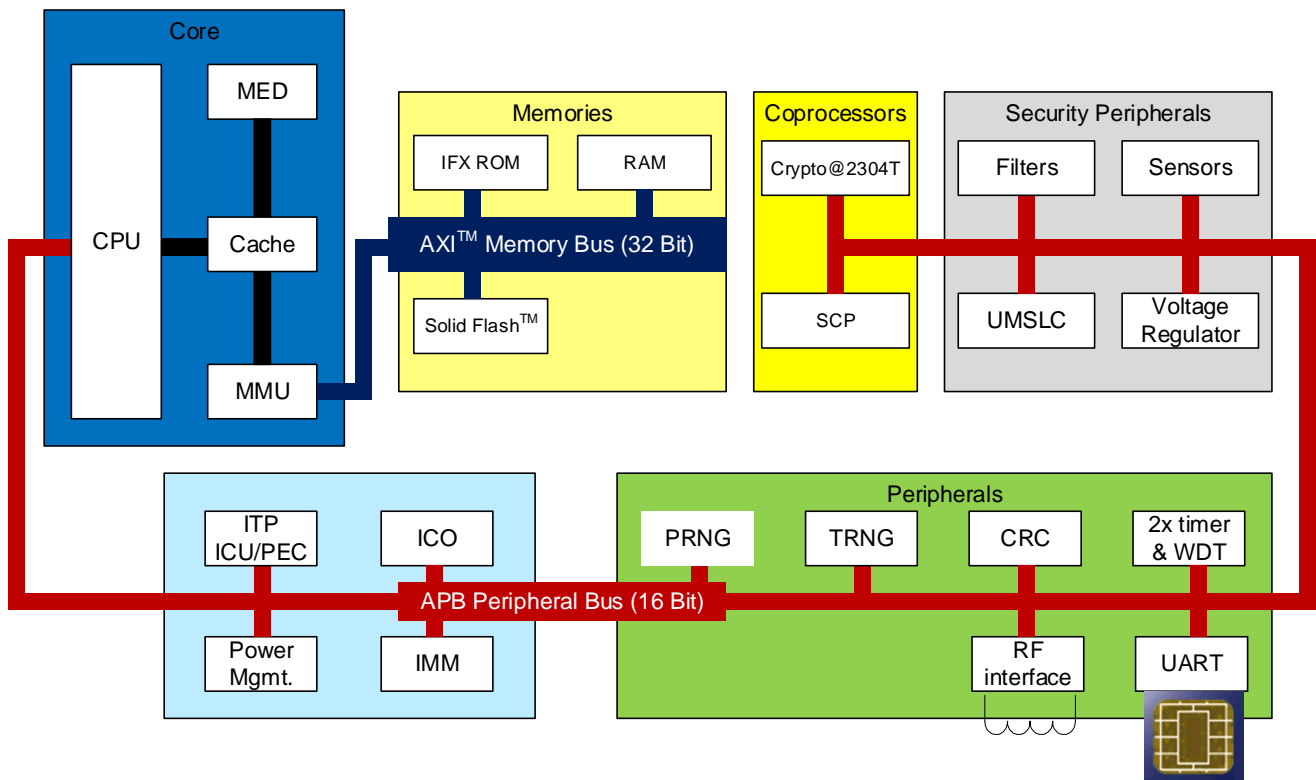 Core
MED
CPU
Cache
MMU
Memories
IFX ROM
RAM
AXI™ Memory Bus (32 Bit)
Solid Flash™
Coprocessors
Crypto@2304T
SCP
Security Peripherals
Filters
Sensors
UMSLC
Voltage
Regulator
ITP
ICU/PEC
ICO
APB Peripheral Bus (16 Bit)
Power
Mgmt.
IMM
Peripherals
PRNG
TRNG
CRC
2x timer
& WDT
RF
interface
UART